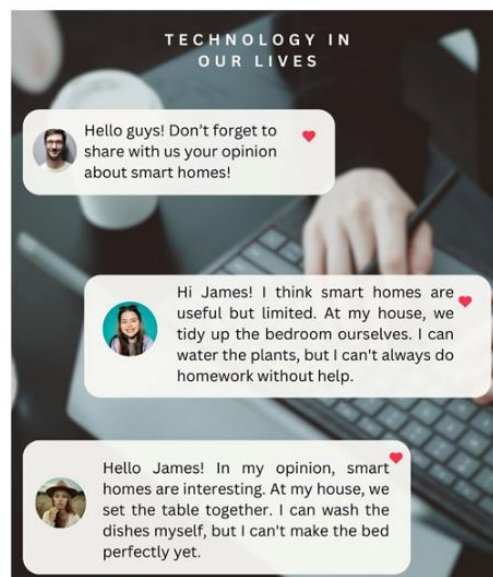 TECHNOLOGY IN
OUR LIVES
Hello guys! Don't forget to
share with us your opinion
about smart homes!
Hi James! I think smart homes are
useful but limited. At my house, we
tidy up the bedroom ourselves. I can
water the plants, but I can't always do
homework without help.
Hello James! In my opinion, smart
homes are interesting. At my house, we
set the table together. I can wash the
dishes myself, but I can't make the bed
perfectly yet.